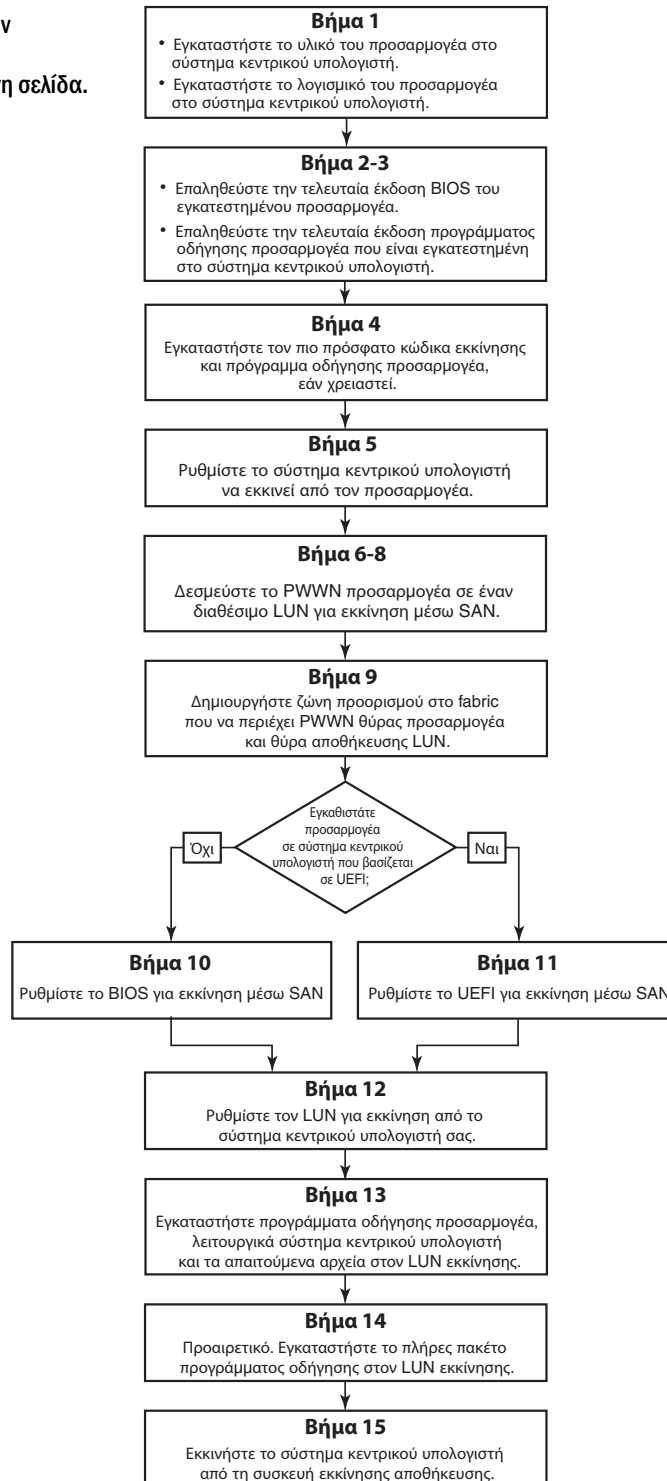 ν
η σελίδα.
Βήμα 1
• Εγκαταστήστε το υλικό του προσαρμογέα στο
σύστημα κεντρικού υπολογιστή.
• Εγκαταστήστε το λογισμικό του προσαρμογέα
στο σύστημα κεντρικού υπολογιστή.
Βήμα 2-3
• Επαληθεύστε την τελευταία έκδοση BIOS του
εγκατεστημένου προσαρμογέα.
• Επαληθεύστε την τελευταία έκδοση προγράμματος
οδήγησης προσαρμογέα που είναι εγκατεστημένη
στο σύστημα κεντρικού υπολογιστή.
Βήμα 4
Εγκαταστήστε τον πιο πρόσφατο κώδικα εκκίνησης
και πρόγραμμα οδήγησης προσαρμογέα,
εάν χρειαστεί.
Βήμα 5
Ρυθμίστε το σύστημα κεντρικού υπολογιστή
να εκκινεί από τον προσαρμογέα.
Βήμα 6-8
Δεσμεύστε το PWWN προσαρμογέα σε έναν
διαθέσιμο LUN για εκκίνηση μέσω SAN.
Βήμα 9
Δημιουργήστε ζώνη προορισμού στο fabric
που να περιέχει PWWN θύρας προσαρμογέα
και θύρα αποθήκευσης LUN.
Εγκαθιστάτε
προσαρμογέα
σε σύστημα κεντρικού
υπολογιστή που βασίζεται
σε UEFI;
Όχι
Ναι
Βήμα 10
Ρυθμίστε το BIOS για εκκίνηση μέσω SAN
Βήμα 11
Ρυθμίστε το UEFI για εκκίνηση μέσω SAN
Βήμα 12
Ρυθμίστε τον LUN για εκκίνηση από το
σύστημα κεντρικού υπολογιστή σας.
Βήμα 13
Εγκαταστήστε προγράμματα οδήγησης προσαρμογέα,
λειτουργικά σύστημα κεντρικού υπολογιστή
και τα απαιτούμενα αρχεία στον LUN εκκίνησης.
Βήμα 14
Προαιρετικό. Εγκαταστήστε το πλήρες πακέτο
προγράμματος οδήγησης στον LUN εκκίνησης.
Βήμα 15
Εκκινήστε το σύστημα κεντρικού υπολογιστή
από τη συσκευή εκκίνησης αποθήκευσης.